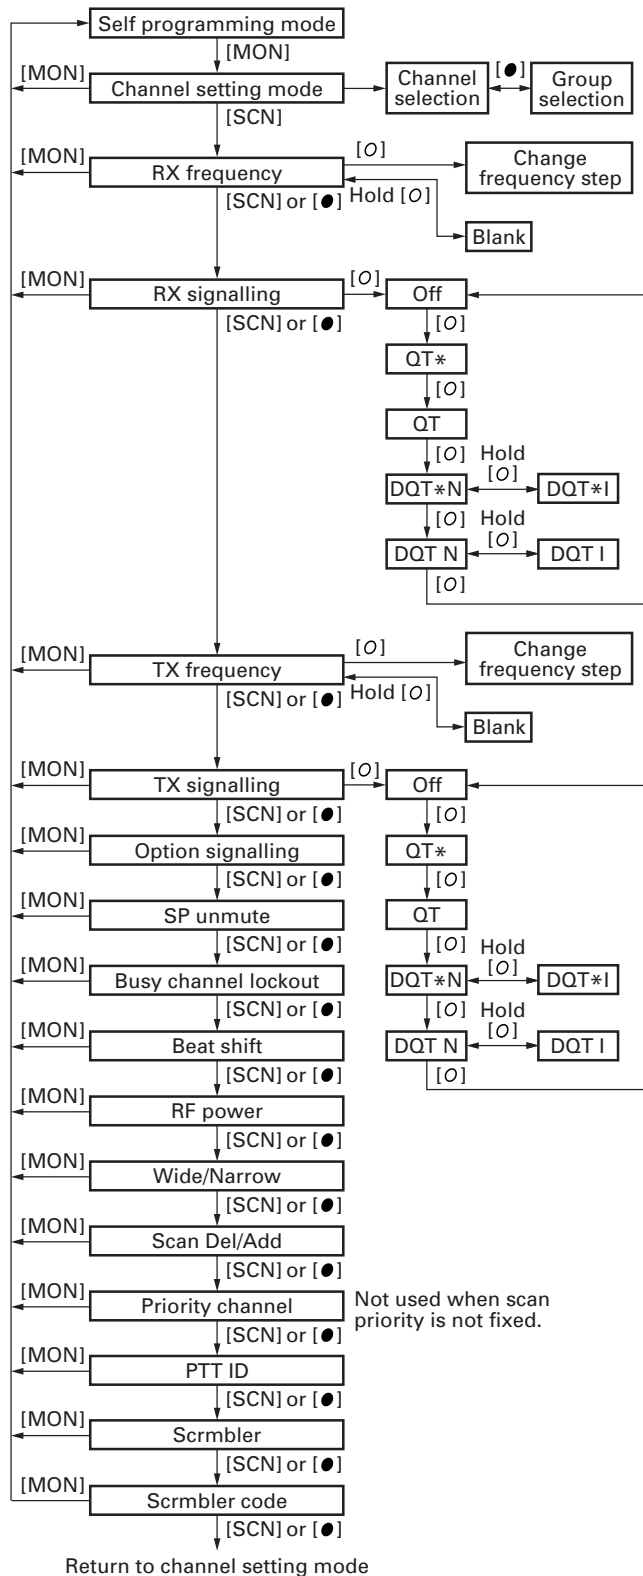 Self programming mode
[MON]
[MON]
Channel setting mode
Channel
selection
[●]
Group
selection
[SCN]
[MON]
RX frequency
[O]
Change
frequency step
[SCN] or [●]
Hold [O]
Blank
[MON]
RX signalling
[O]
Off
[SCN] or [●]
[O]
QT*
[O]
QT
[O]
Hold
[O]
DQT*N
DQT*I
[O]
Hold
[O]
DQT N
DQT I
[O]
[MON]
TX frequency
[O]
Change
frequency step
[SCN] or [●]
Hold [O]
Blank
[MON]
TX signalling
[O]
Off
[SCN] or [●]
[O]
[MON]
Option signalling
QT*
[SCN] or [●]
[O]
[MON]
SP unmute
QT
[SCN] or [●]
[O]
Hold
[O]
[MON]
Busy channel lockout
DQT*N
DQT*I
[SCN] or [●]
[O]
Hold
[O]
[MON]
Beat shift
DQT N
DQT I
[SCN] or [●]
[O]
[MON]
RF power
[SCN] or [●]
[MON]
Wide/Narrow
[SCN] or [●]
[MON]
Scan Del/Add
[SCN] or [●]
[MON]
Priority channel
Not used when scan
priority is not fixed.
[SCN] or [●]
[MON]
PTT ID
[SCN] or [●]
[MON]
Scrmbler
[SCN] or [●]
[MON]
Scrmbler code
[SCN] or [●]
Return to channel setting mode